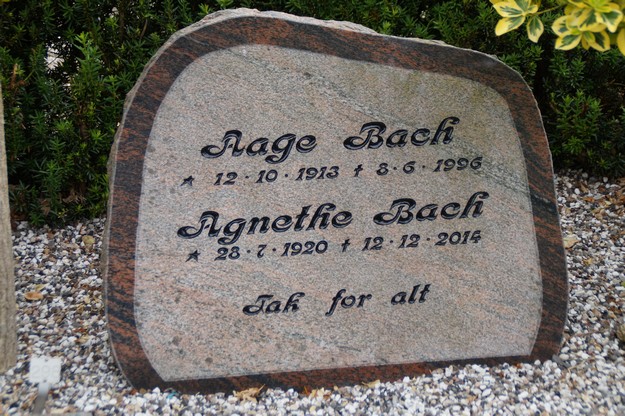 Aage Bach
* 12·10·1913 † 8·6·1996
Agnethe Bach
* 28·7·1920 † 12·12·2014
Tak for alt